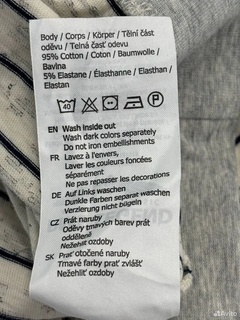 Body / Corps / Körper / Tělní část
oděvu / Telná časť odevu
95% Cotton / Coton / Baumwolle /
Bavlna
5% Elastane / Élasthanne / Elasthan /
Elastan
40
P
EN Wash inside out
Wash dark colors separately
Do not iron embellishments
FR Lavez à l'envers,
Laver les couleurs foncées
séparément
Ne pas repasser les decorations
DE Auf Links waschen
Dunkle Farben separat waschen
Verzierung nicht bügeln
CZ Prát naruby
Oděvy tmavých barev prát
odděleně
Nežehlit ozdoby
SK Prať otočené naruby
Tmavé farby prať zvlášť
Nežehliť ozdoby
Avito